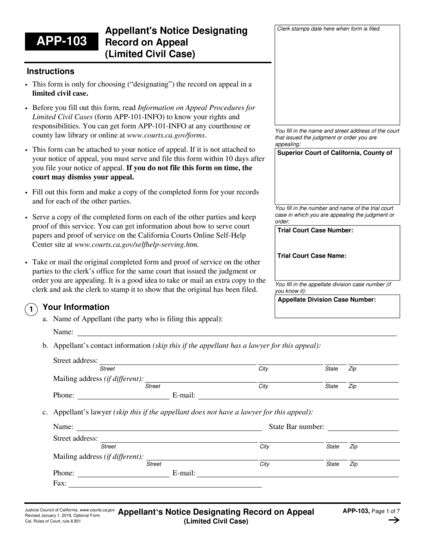 APP-103
Appellant's Notice Designating
Record on Appeal
(Limited Civil Case)
Clerk stamps date here when form is filed.
Instructions
• This form is only for choosing ("designating") the record on appeal in a
limited civil case.
• Before you fill out this form, read Information on Appeal Procedures for
Limited Civil Cases (form APP-101-INFO) to know your rights and
responsibilities. You can get form APP-101-INFO at any courthouse or
county law library or online at www.courts.ca.gov/forms.
• This form can be attached to your notice of appeal. If it is not attached to
your notice of appeal, you must serve and file this form within 10 days after
you file your notice of appeal. If you do not file this form on time, the
court may dismiss your appeal.
• Fill out this form and make a copy of the completed form for your records
and for each of the other parties.
• Serve a copy of the completed form on each of the other parties and keep
proof of this service. You can get information about how to serve court
papers and proof of service on the California Courts Online Self-Help
Center site at www.courts.ca.gov/selfhelp-serving.htm.
• Take or mail the original completed form and proof of service on the other
parties to the clerk's office for the same court that issued the judgment or
order you are appealing. It is a good idea to take or mail an extra copy to the
clerk and ask the clerk to stamp it to show that the original has been filed.
You fill in the name and street address of the court
that issued the judgment or order you are
appealing:
Superior Court of California, County of
You fill in the number and name of the trial court
case in which you are appealing the judgment or
order:
Trial Court Case Number:
Trial Court Case Name:
You fill in the appellate division case number (if
you know it):
Appellate Division Case Number:
1 Your Information
a. Name of Appellant (the party who is filing this appeal):
Name:
b. Appellant's contact information (skip this if the appellant has a lawyer for this appeal):
Street address:
Street City State Zip
Mailing address (if different):
Street City State Zip
Phone: E-mail:
c. Appellant's lawyer (skip this if the appellant does not have a lawyer for this appeal):
Name: State Bar number:
Street address:
Street City State Zip
Mailing address (if different):
Street City State Zip
Phone: E-mail:
Fax:
Judicial Council of California, www.courts.ca.gov
Revised January 1, 2018, Optional Form
Cal. Rules of Court, rule 8.831
Appellant's Notice Designating Record on Appeal
(Limited Civil Case)
APP-103, Page 1 of 7